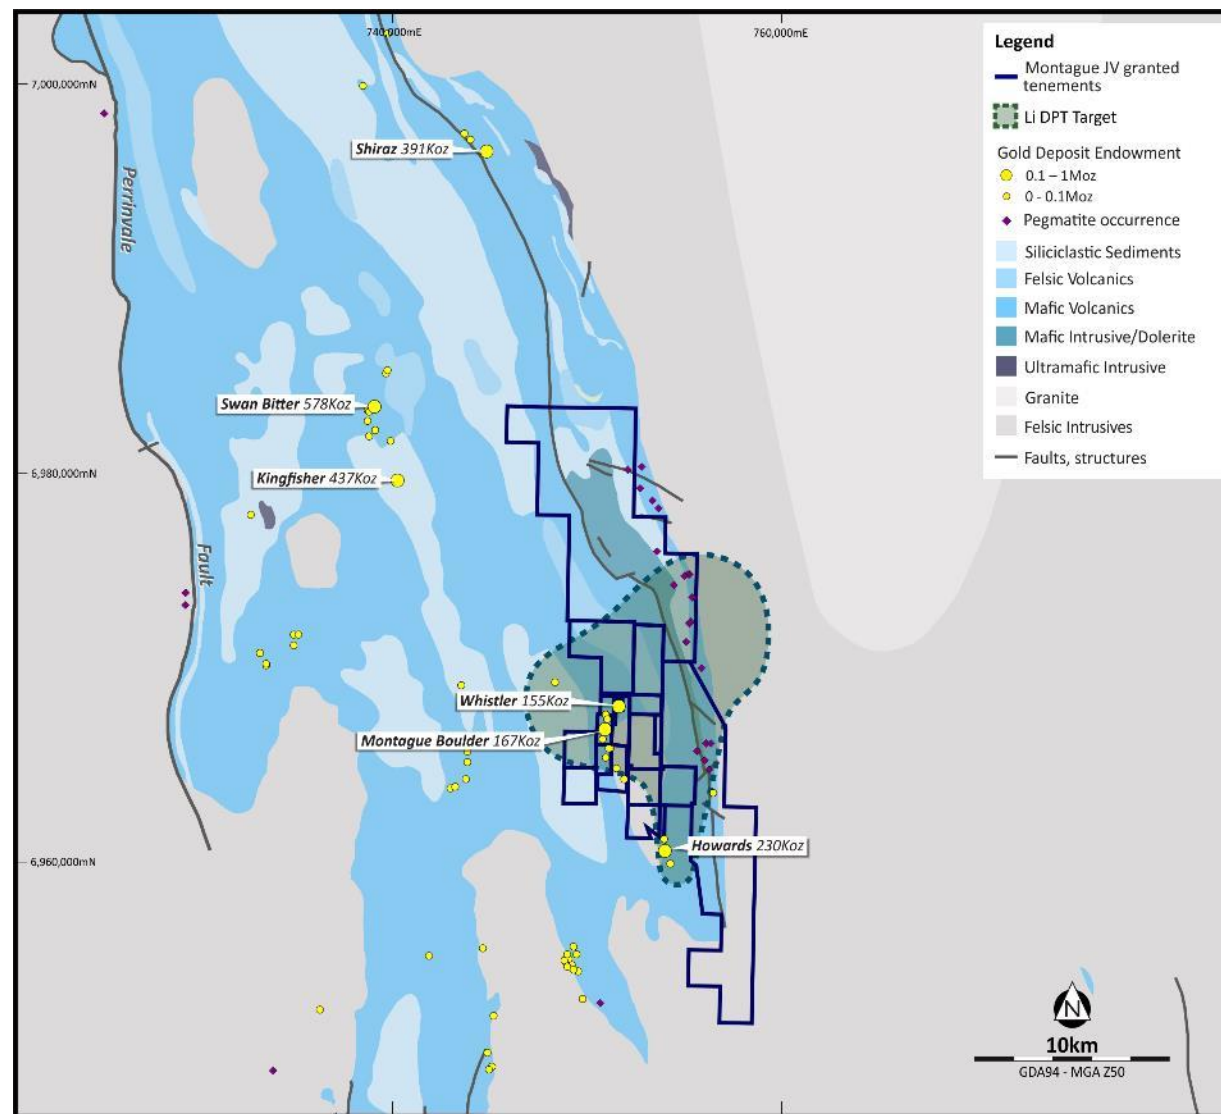 740,000mE
760,000mE
7,000,000mN
6,980,000mN
6,960,000mN
Perrinvale
Fault
Shiraz 391Koz
Swan Bitter 578Koz
Kingfisher 437Koz
Whistler 155Koz
Montague Boulder 167Koz
Howards 230Koz
Legend
Montague JV granted
tenements
Li DPT Target
Gold Deposit Endowment
0.1 – 1Moz
0 - 0.1Moz
Pegmatite occurrence
Siliciclastic Sediments
Felsic Volcanics
Mafic Volcanics
Mafic Intrusive/Dolerite
Ultramafic Intrusive
Granite
Felsic Intrusives
Faults, structures
N
10km
GDA94 - MGA Z50